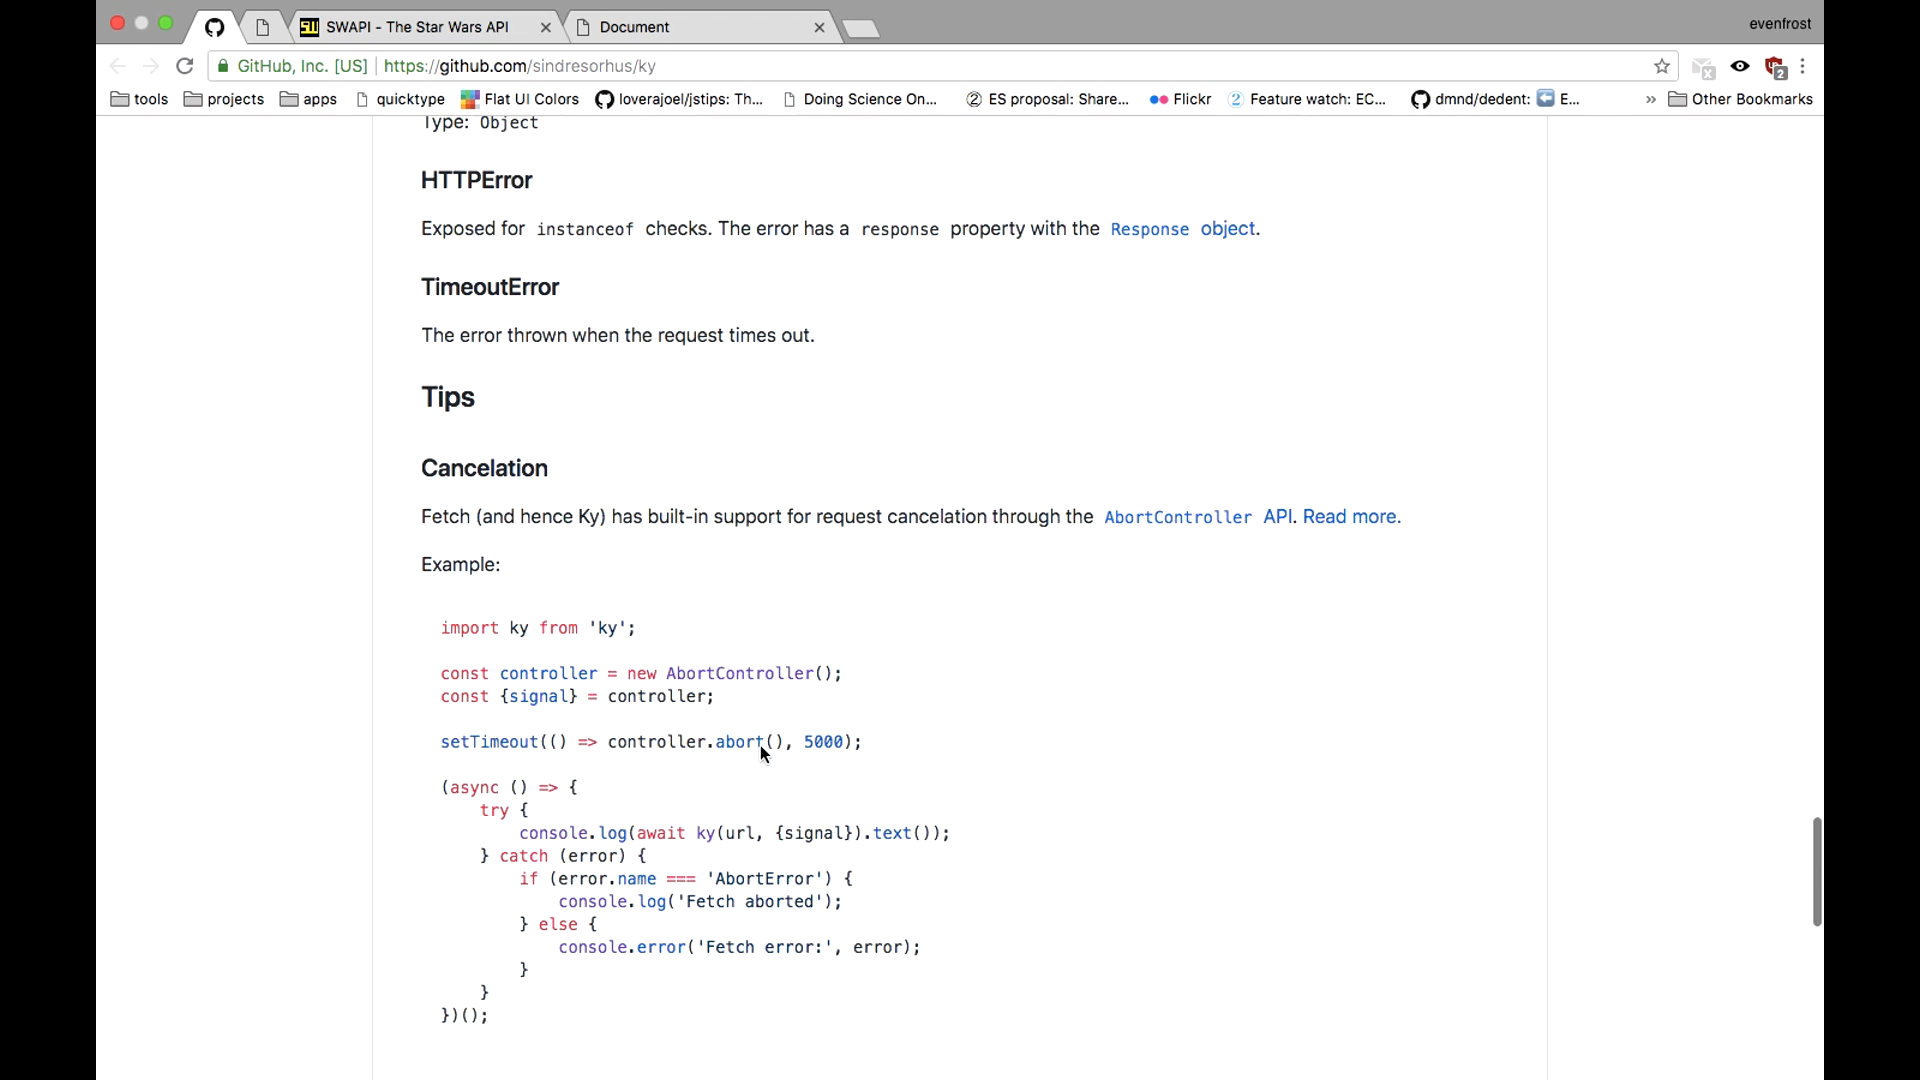 SWAPI - The Star Wars API
Document
evenfrost
GitHub, Inc. [US] https://github.com/sindresorhus/ky
2
tools projects apps quicktype Flat UI Colors loverajoel/jstips: Th... Doing Science On... ES proposal: Share... Flickr Feature watch: EC... dmnd/dedent: E... » Other Bookmarks
Type: Object
HTTPError
Exposed for instanceof checks. The error has a response property with the Response object.
TimeoutError
The error thrown when the request times out.
Tips
Cancelation
Fetch (and hence Ky) has built-in support for request cancelation through the AbortController API. Read more.
Example:
import ky from 'ky';
const controller = new AbortController();
const {signal} = controller;
setTimeout(() => controller.abort(), 5000);
(async () => {
try {
console.log(await ky(url, {signal}).text());
} catch (error) {
if (error.name === 'AbortError') {
console.log('Fetch aborted');
} else {
console.error('Fetch error:', error);
}
}
})();